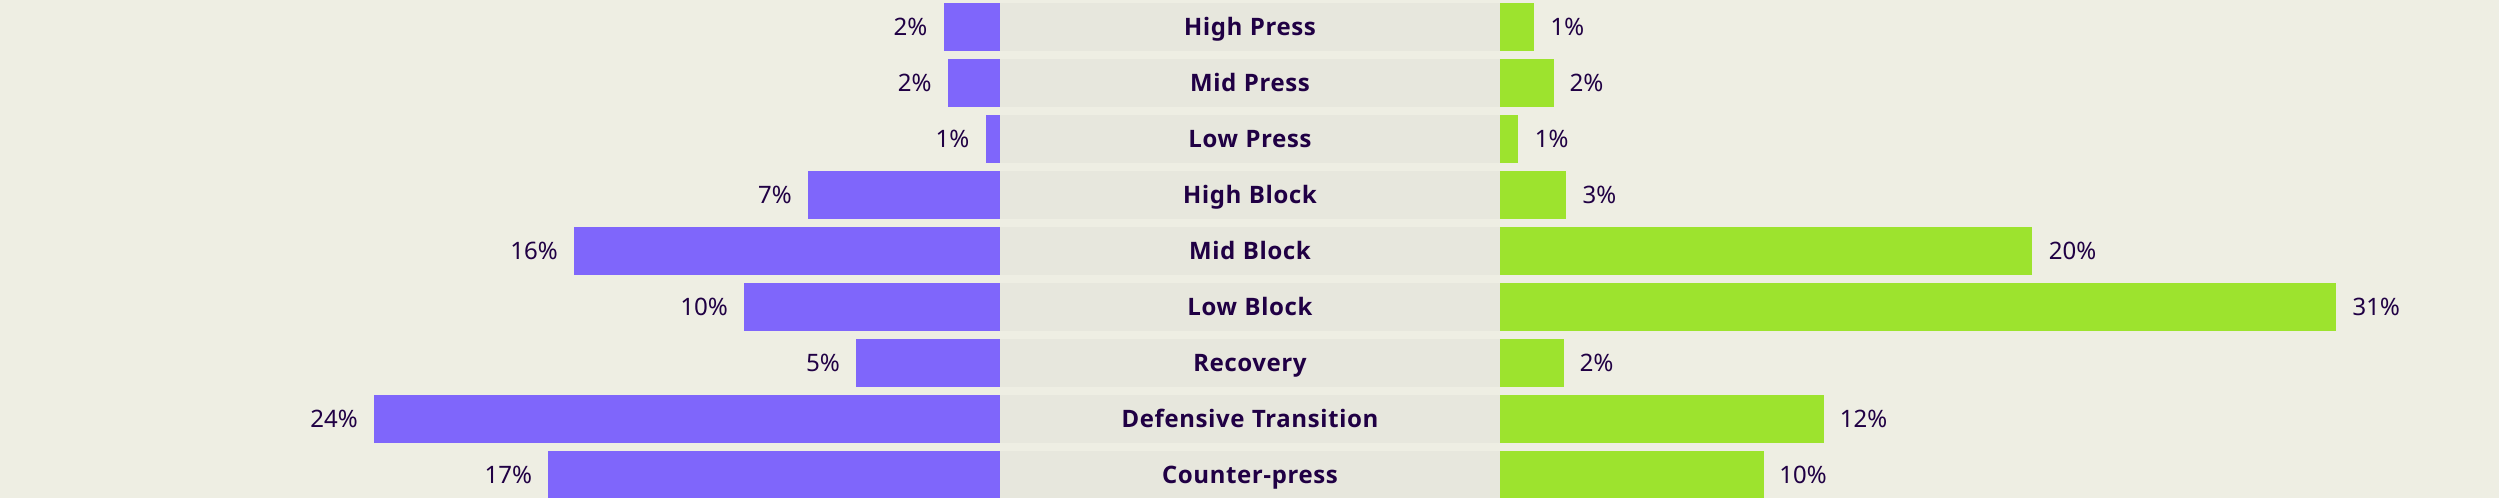 2% High Press 1%
2% Mid Press 2%
1% Low Press 1%
7% High Block 3%
16% Mid Block 20%
10% Low Block 31%
5% Recovery 2%
24% Defensive Transition 12%
17% Counter-press 10%